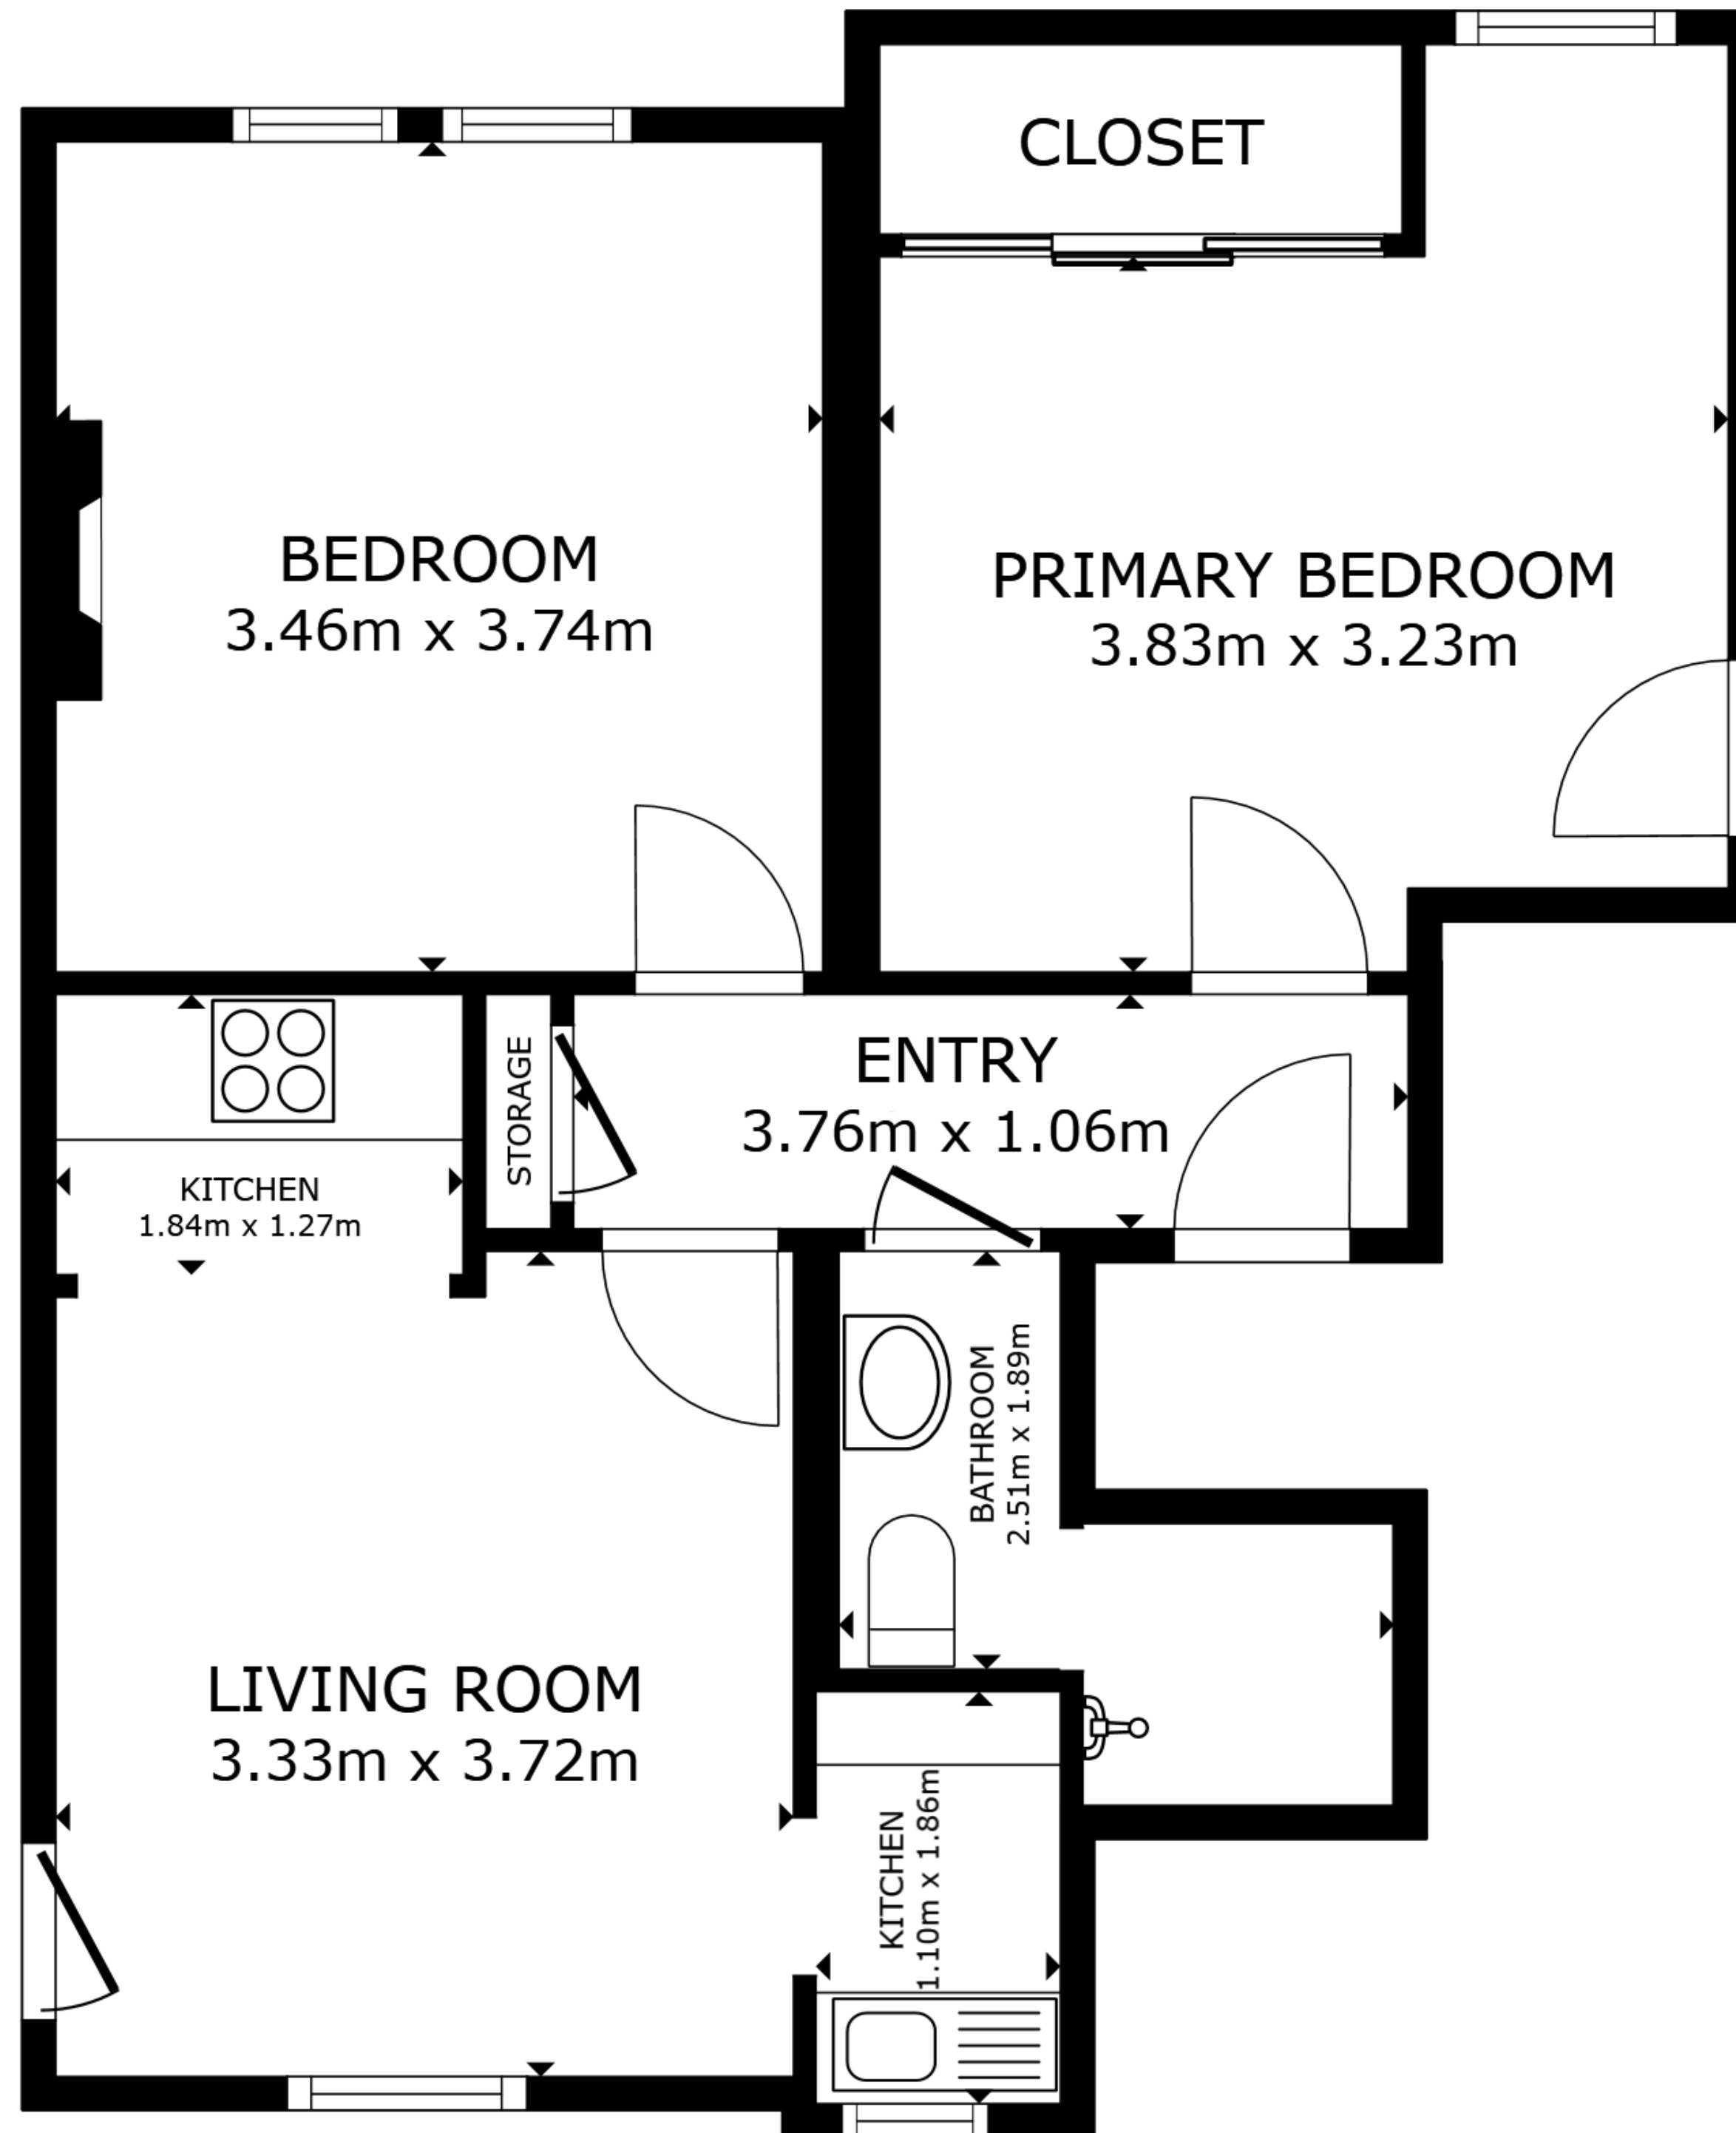 CLOSET
BEDROOM
3.46m x 3.74m
PRIMARY BEDROOM
3.83m x 3.23m
STORAGE
ENTRY
3.76m x 1.06m
KITCHEN
1.84m x 1.27m
BATHROOM
2.51m x 1.89m
LIVING ROOM
3.33m x 3.72m
KITCHEN
1.10m x 1.86m